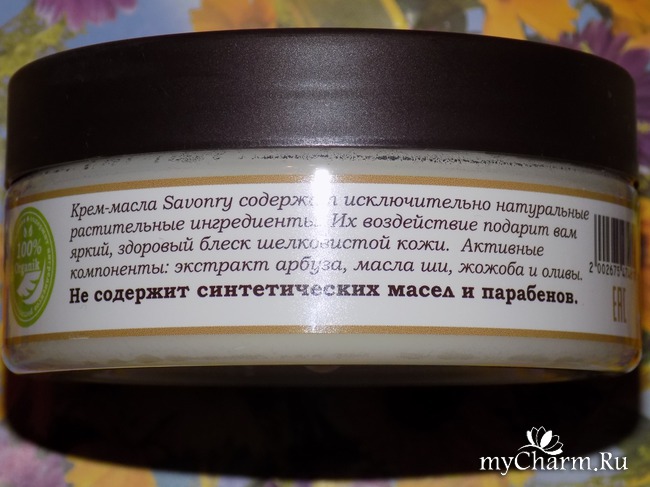 Крем-масла Savonry содержат исключительно натуральные
растительные ингредиенты. Их воздействие подарит вам
яркий, здоровый блеск шелковистой кожи. Активные
компоненты: экстракт арбуза, масла ши, жожоба и оливы.
Не содержит синтетических масел и парабенов.
100%
Organik
EAC
myCharm.Ru